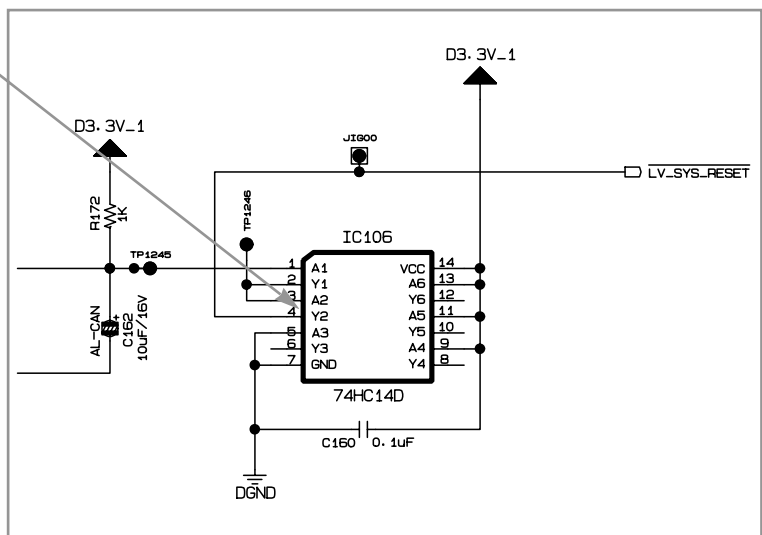 D3.3V_1
D3.3V_1
JIG00
LV_SYS_RESET
R172
1K
TP1246
TP1245
IC106
1 A1 VCC 14
2 Y1 A6 13
3 A2 Y6 12
4 Y2 A5 11
5 A3 Y5 10
6 Y3 A4 9
7 GND Y4 8
74HC14D
AL-CAN
+
C162
10uF/16V
C160 0.1uF
DGND